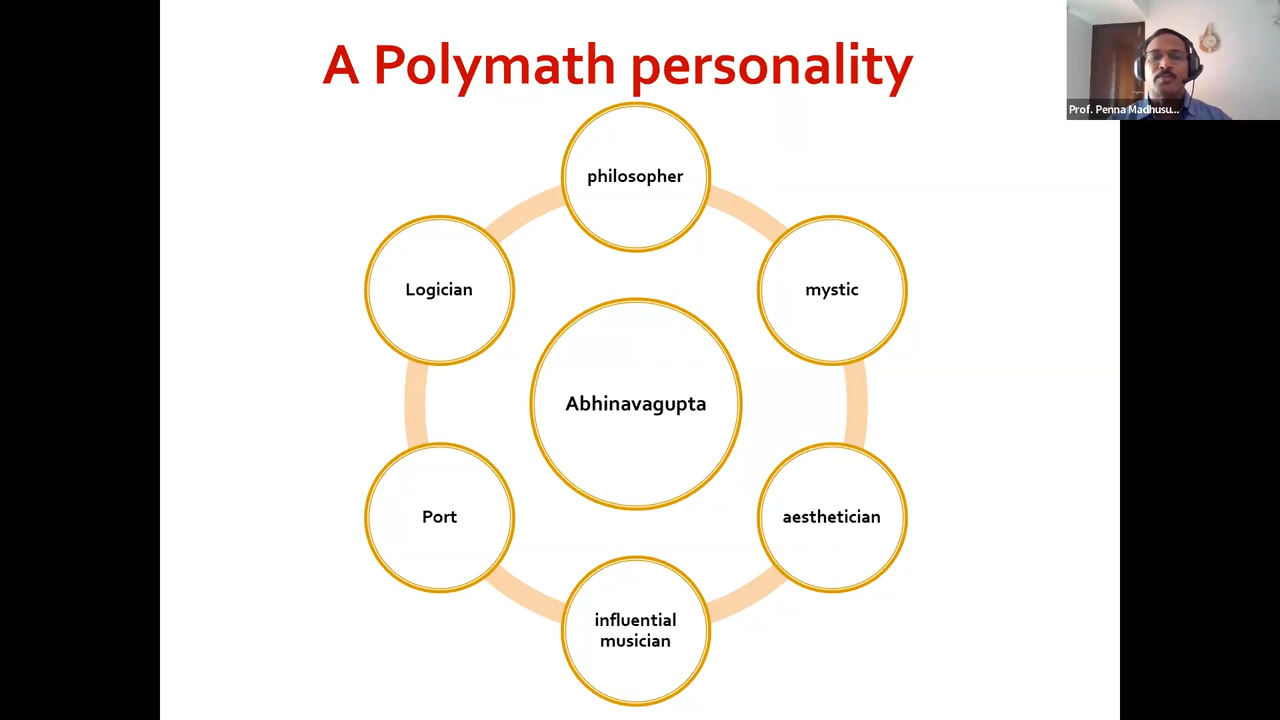 A Polymath personality
Prof. Penna Madhusu...
philosopher
Logician
mystic
Abhinavagupta
Port
aesthetician
influential
musician